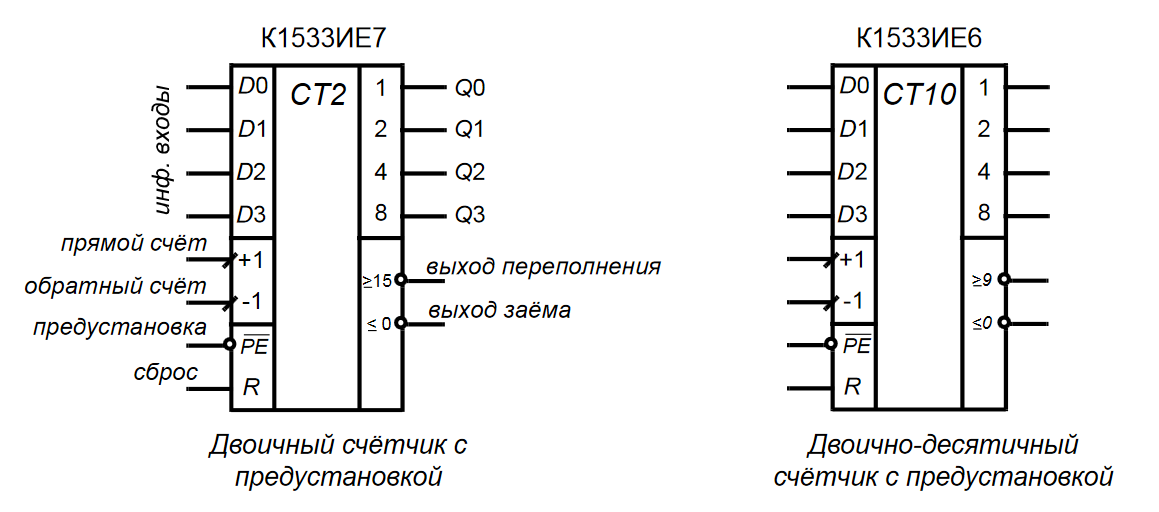 К1533ИЕ7
D0 CT2 1 Q0
D1 2 Q1
D2 4 Q2
D3 8 Q3
инф. входы
прямой счёт +1
≥15 выход переполнения
обратный счёт -1
≤ 0 выход заёма
предустановка P̅E̅
сброс R
Двоичный счётчик с
предустановкой
К1533ИЕ6
D0 CT10 1
D1 2
D2 4
D3 8
+1
≥9
-1
≤0
P̅E̅
R
Двоично-десятичный
счётчик с предустановкой